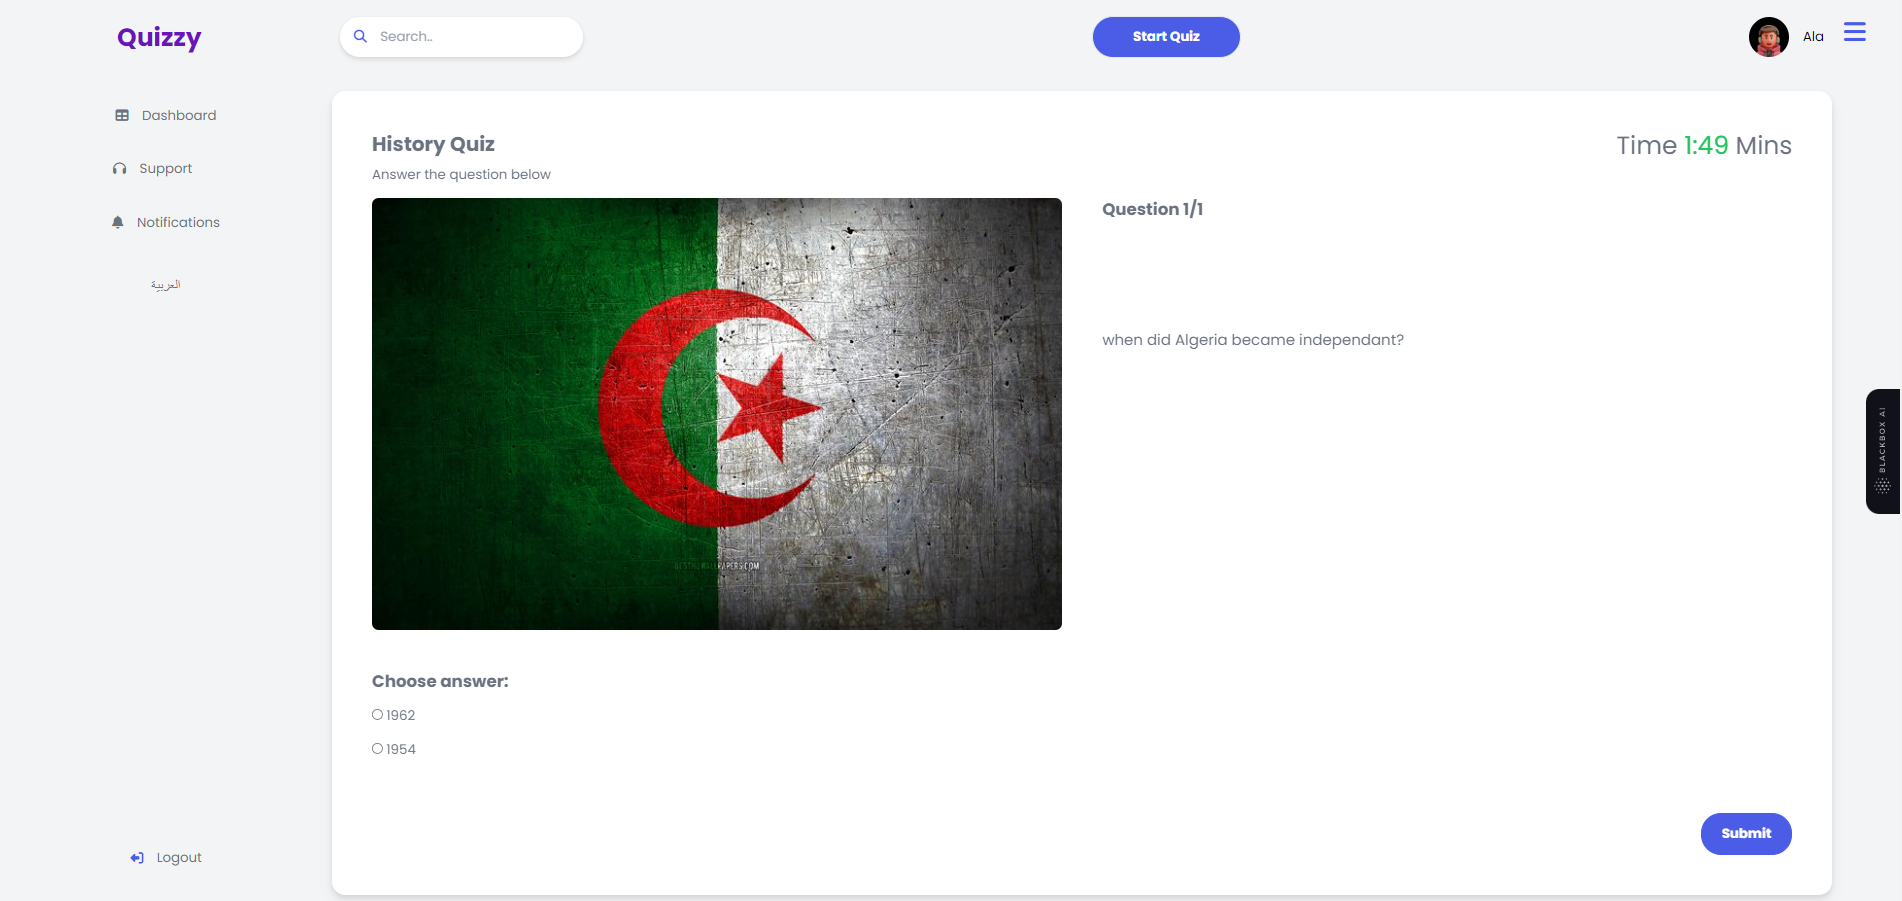 Quizzy
Search..
Start Quiz
Ala
Dashboard
Support
Notifications
العربية
Logout
History Quiz
Answer the question below
Time 1:49 Mins
BESTHDWALLPAPERS.COM
Question 1/1
when did Algeria became independant?
Choose answer:
1962
1954
Submit
BLACKBOX AI